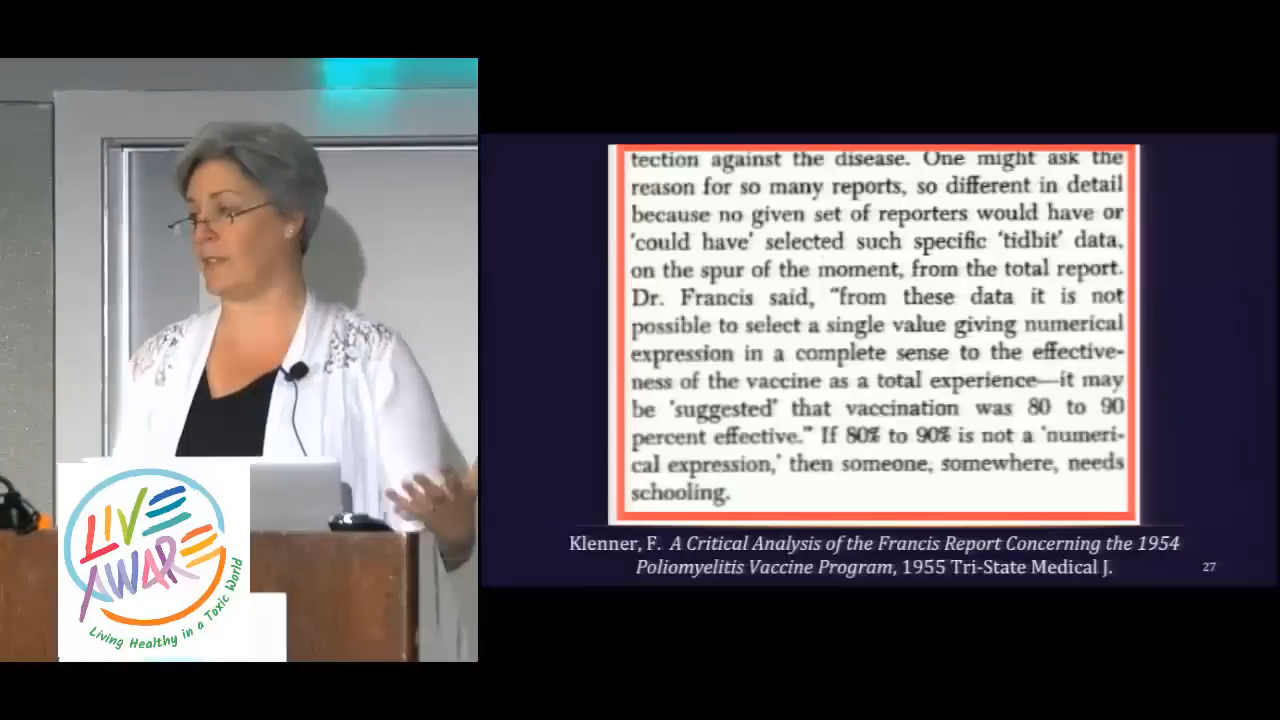 LIVE
AWARE
Living Healthy in a Toxic World
tection against the disease. One might ask the
reason for so many reports, so different in detail
because no given set of reporters would have or
'could have' selected such specific 'tidbit' data,
on the spur of the moment, from the total report.
Dr. Francis said, "from these data it is not
possible to select a single value giving numerical
expression in a complete sense to the effective-
ness of the vaccine as a total experience—it may
be 'suggested' that vaccination was 80 to 90
percent effective." If 80% to 90% is not a 'numeri-
cal expression,' then someone, somewhere, needs
schooling.
Klenner, F. A Critical Analysis of the Francis Report Concerning the 1954
Poliomyelitis Vaccine Program, 1955 Tri-State Medical J.
27